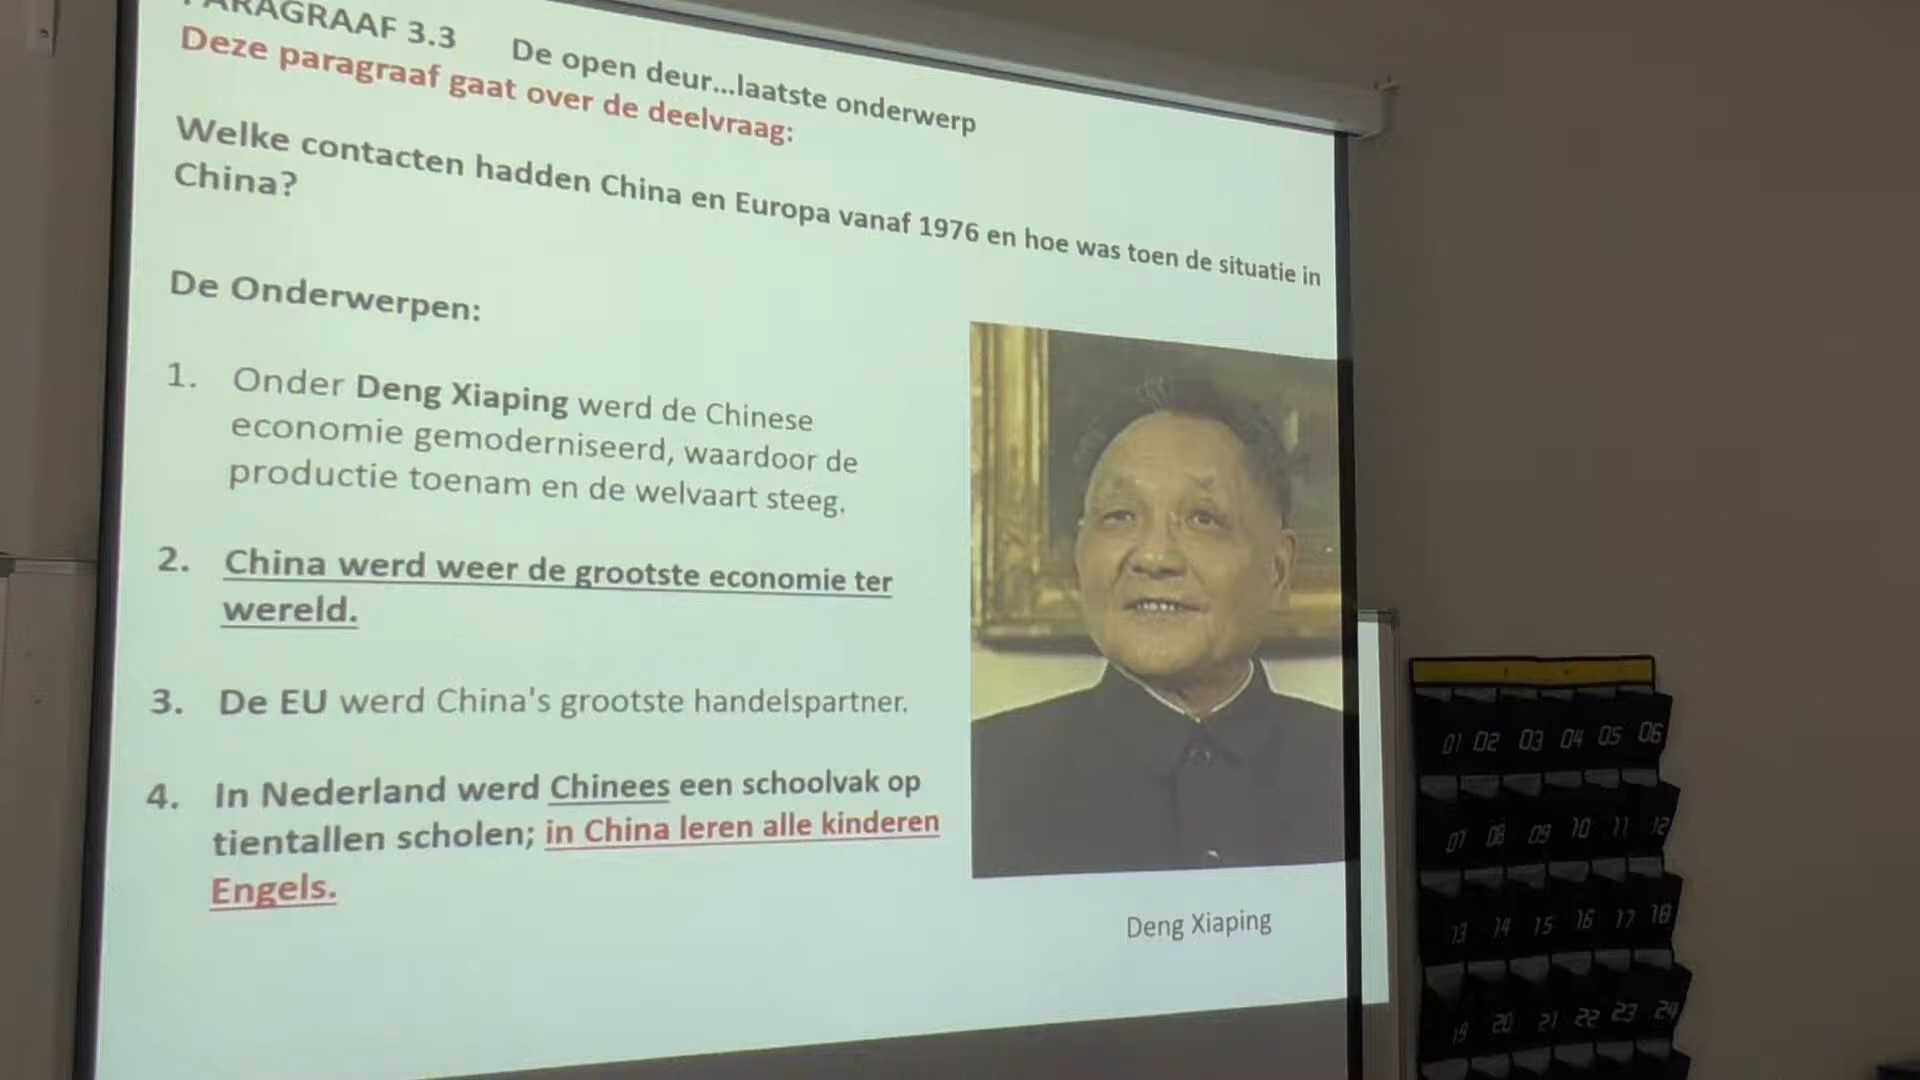 PARAGRAAF 3.3 De open deur...laatste onderwerp
Deze paragraaf gaat over de deelvraag:
Welke contacten hadden China en Europa vanaf 1976 en hoe was toen de situatie in
China?
De Onderwerpen:
1. Onder Deng Xiaping werd de Chinese
economie gemoderniseerd, waardoor de
productie toenam en de welvaart steeg.
2. China werd weer de grootste economie ter
wereld.
3. De EU werd China's grootste handelspartner.
4. In Nederland werd Chinees een schoolvak op
tientallen scholen; in China leren alle kinderen
Engels.
Deng Xiaping
01 02 03 04 05 06
07 08 09 10 11 12
13 14 15 16 17 18
19 20 21 22 23 24